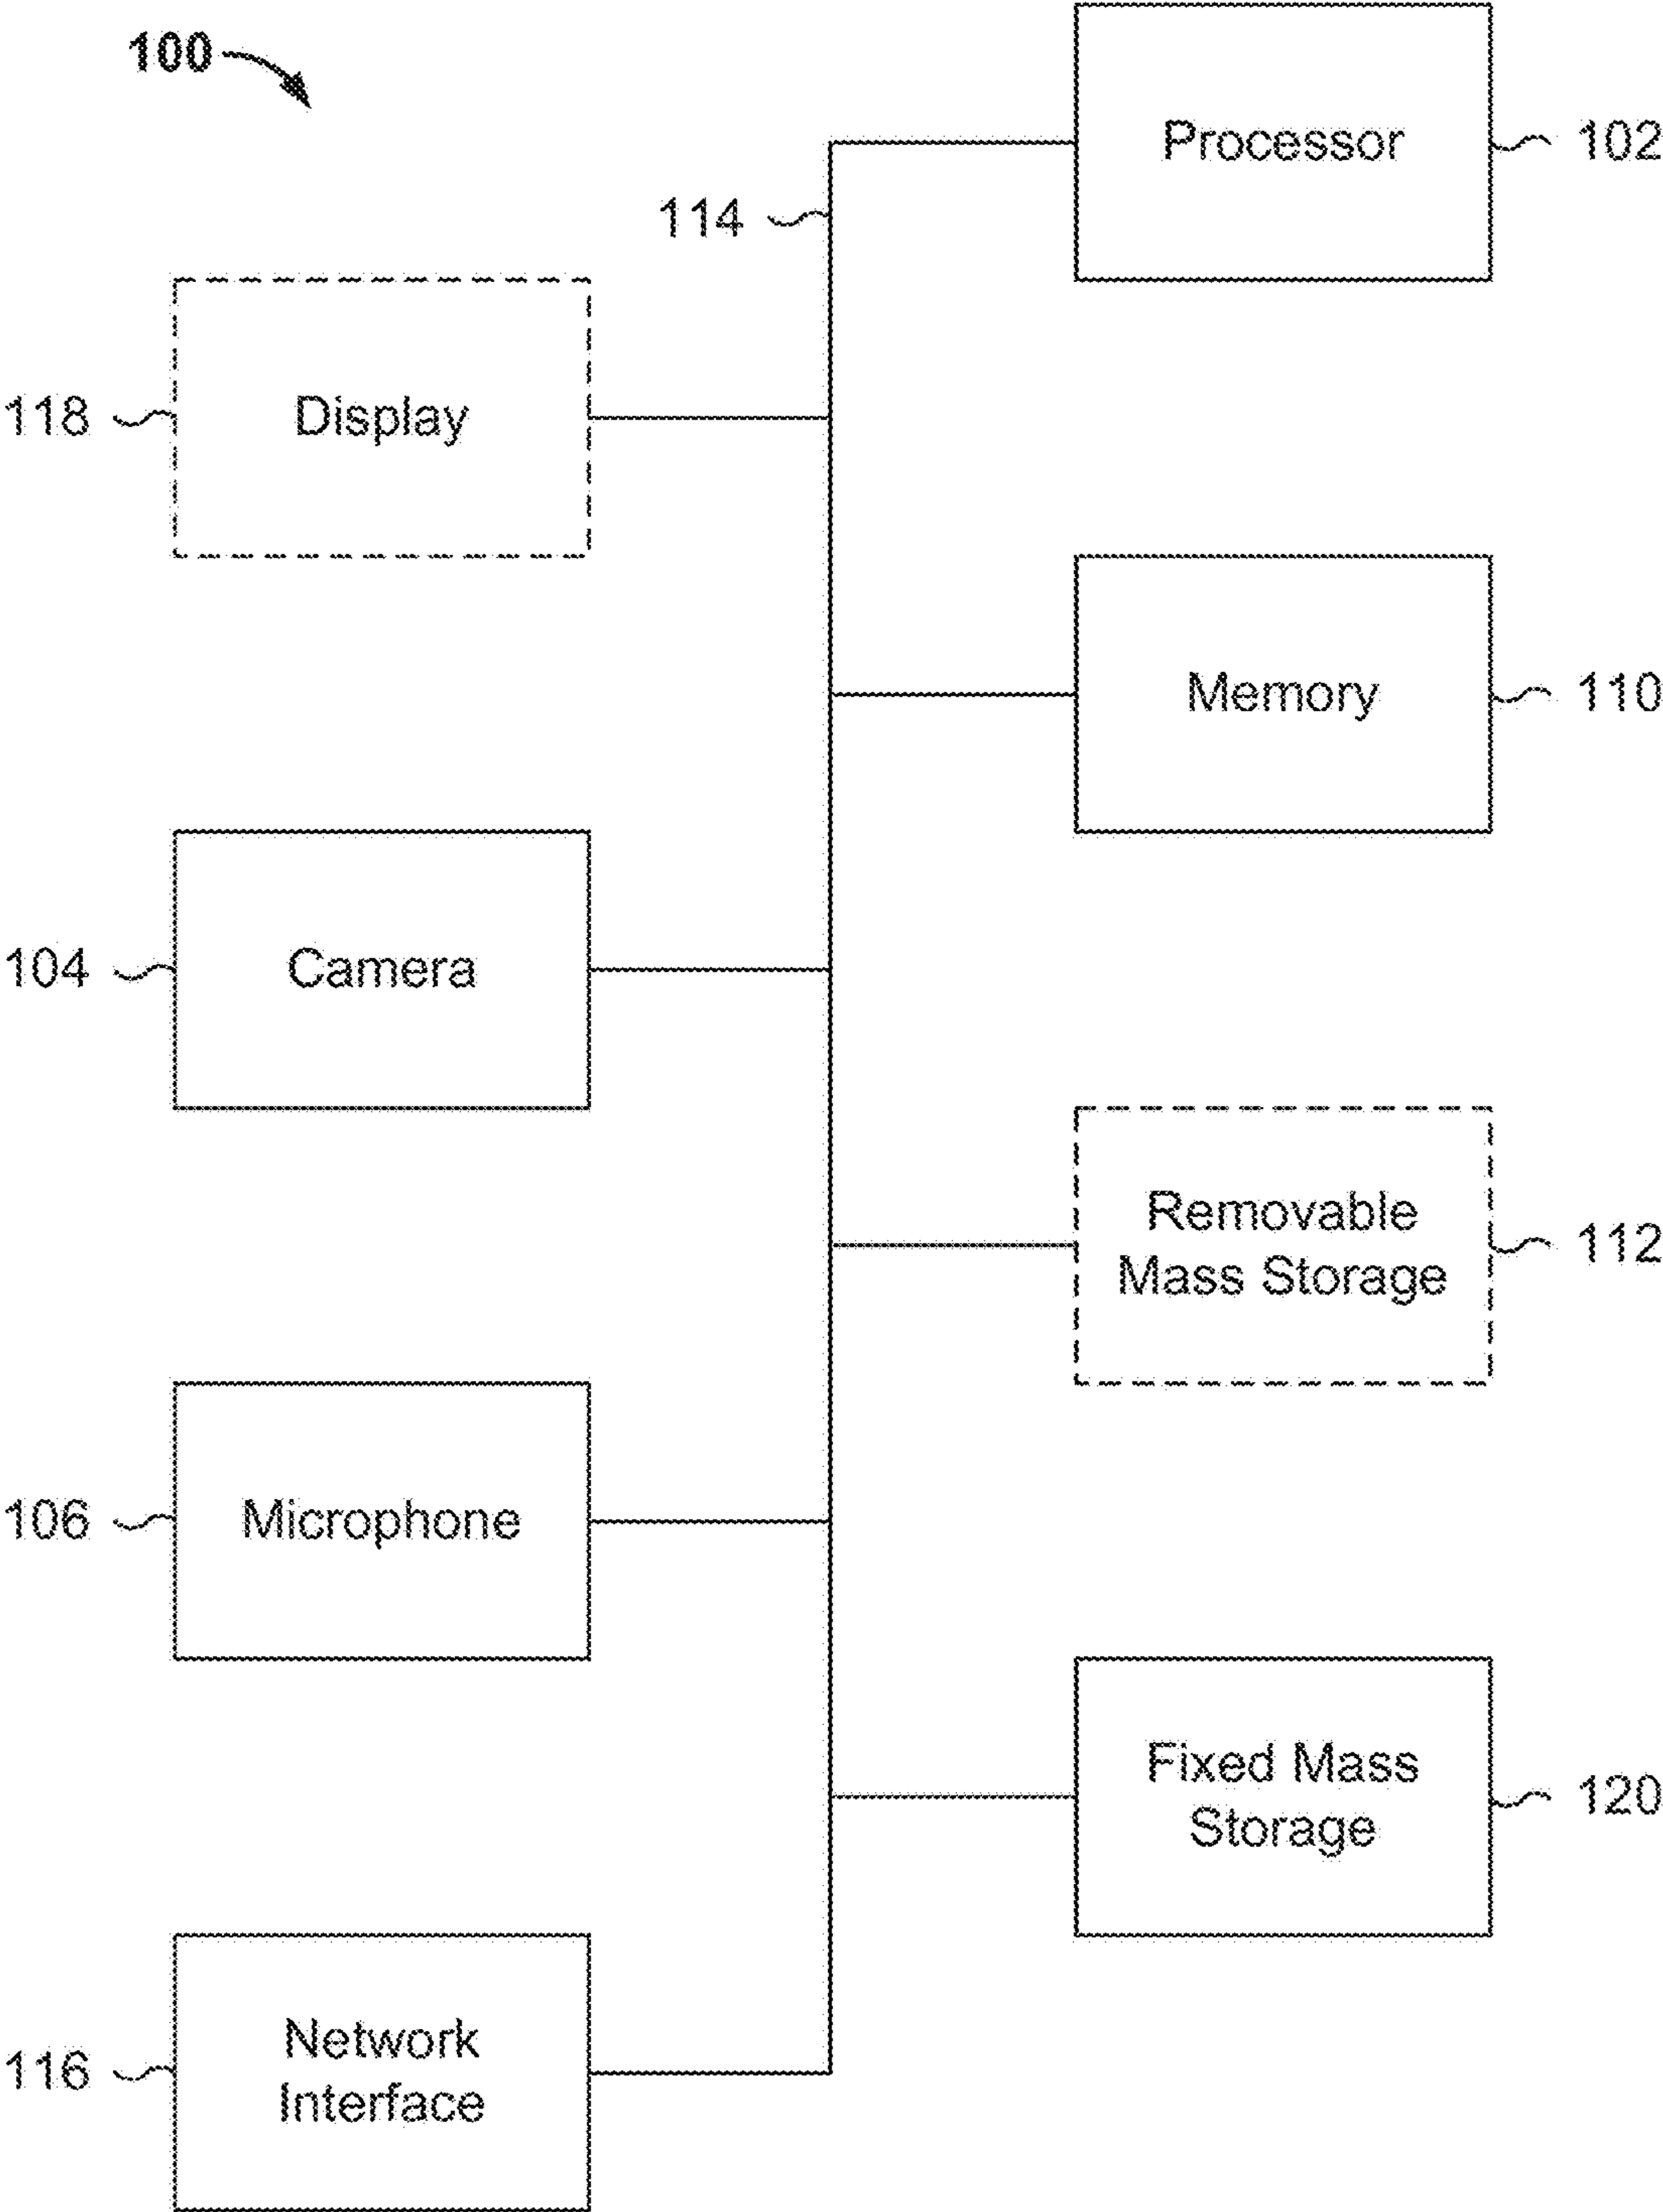 100
Processor
102
114
118
Display
Memory
110
104
Camera
Removable
Mass Storage
112
106
Microphone
Fixed Mass
Storage
120
116
Network
Interface